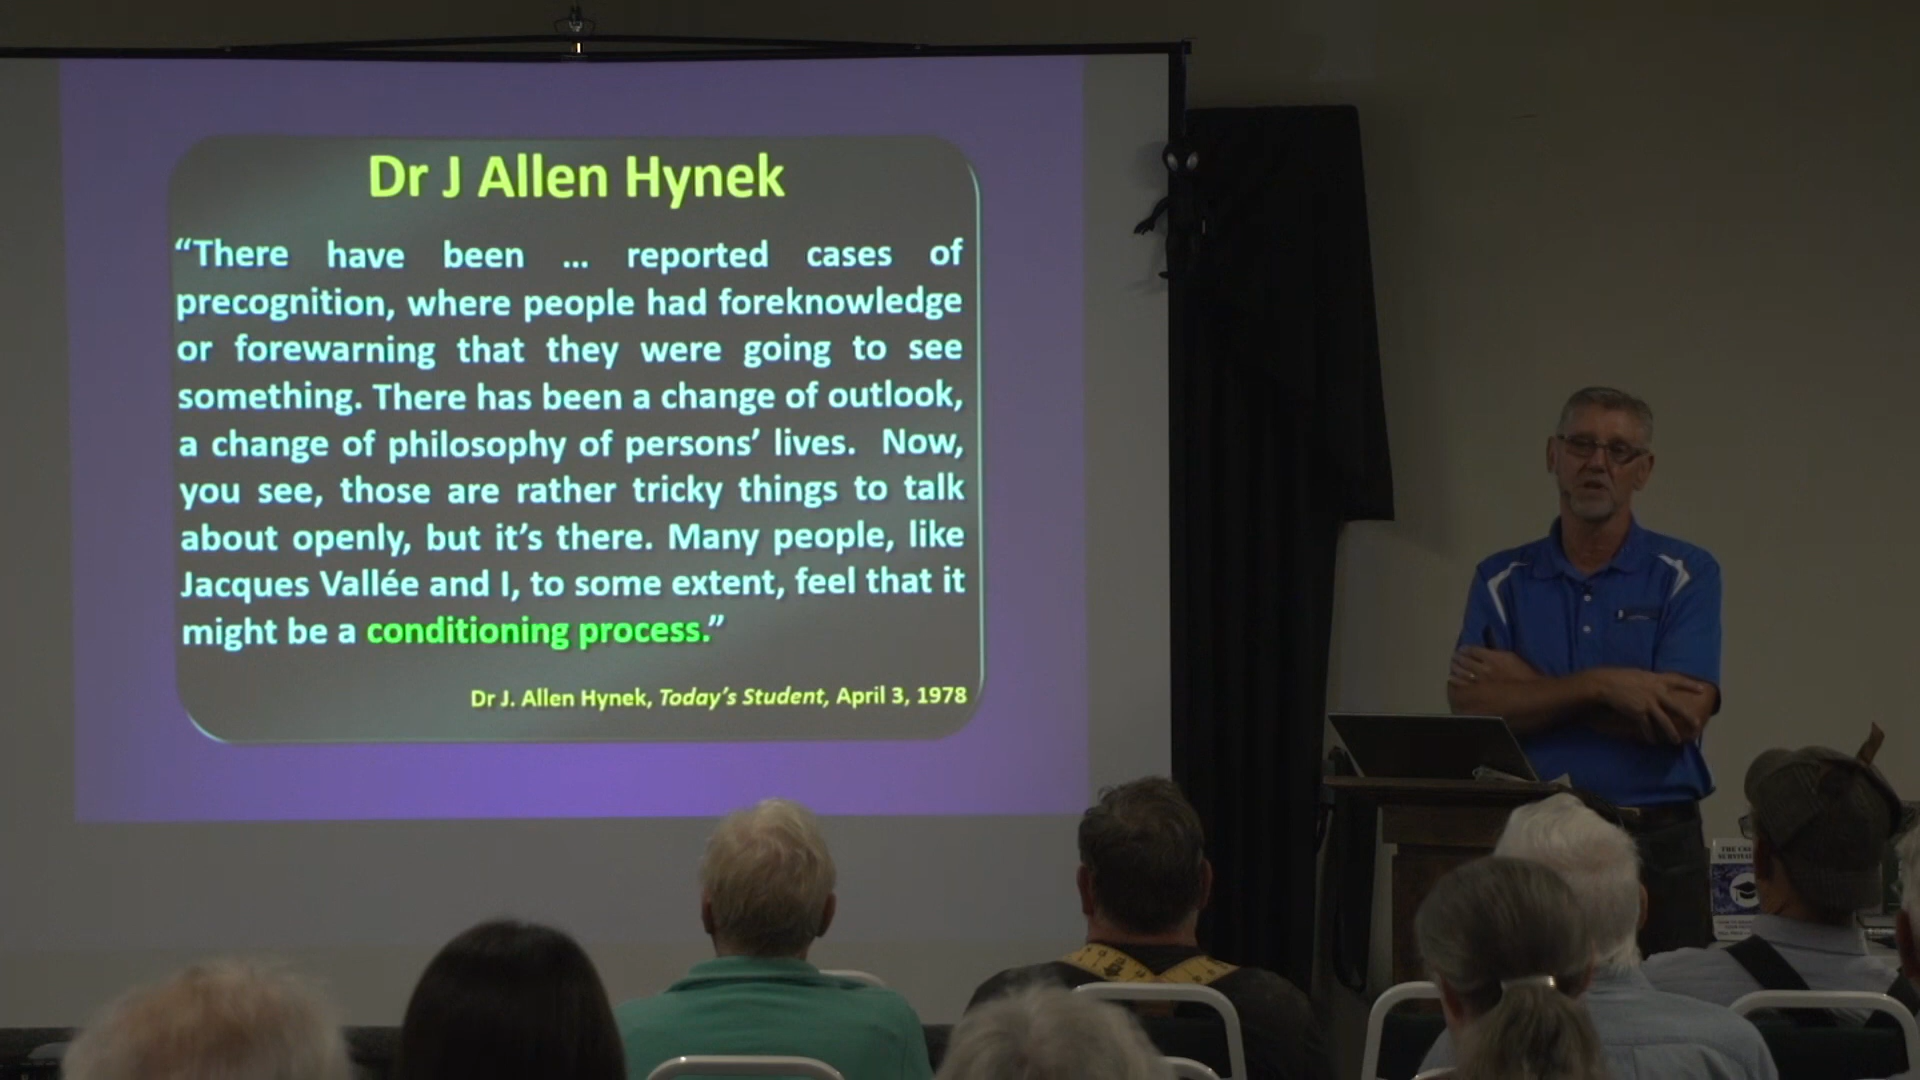 Dr J Allen Hynek
“There have been ... reported cases of
precognition, where people had foreknowledge
or forewarning that they were going to see
something. There has been a change of outlook,
a change of philosophy of persons’ lives. Now,
you see, those are rather tricky things to talk
about openly, but it’s there. Many people, like
Jacques Vallée and I, to some extent, feel that it
might be a conditioning process.”
Dr J. Allen Hynek, Today’s Student, April 3, 1978